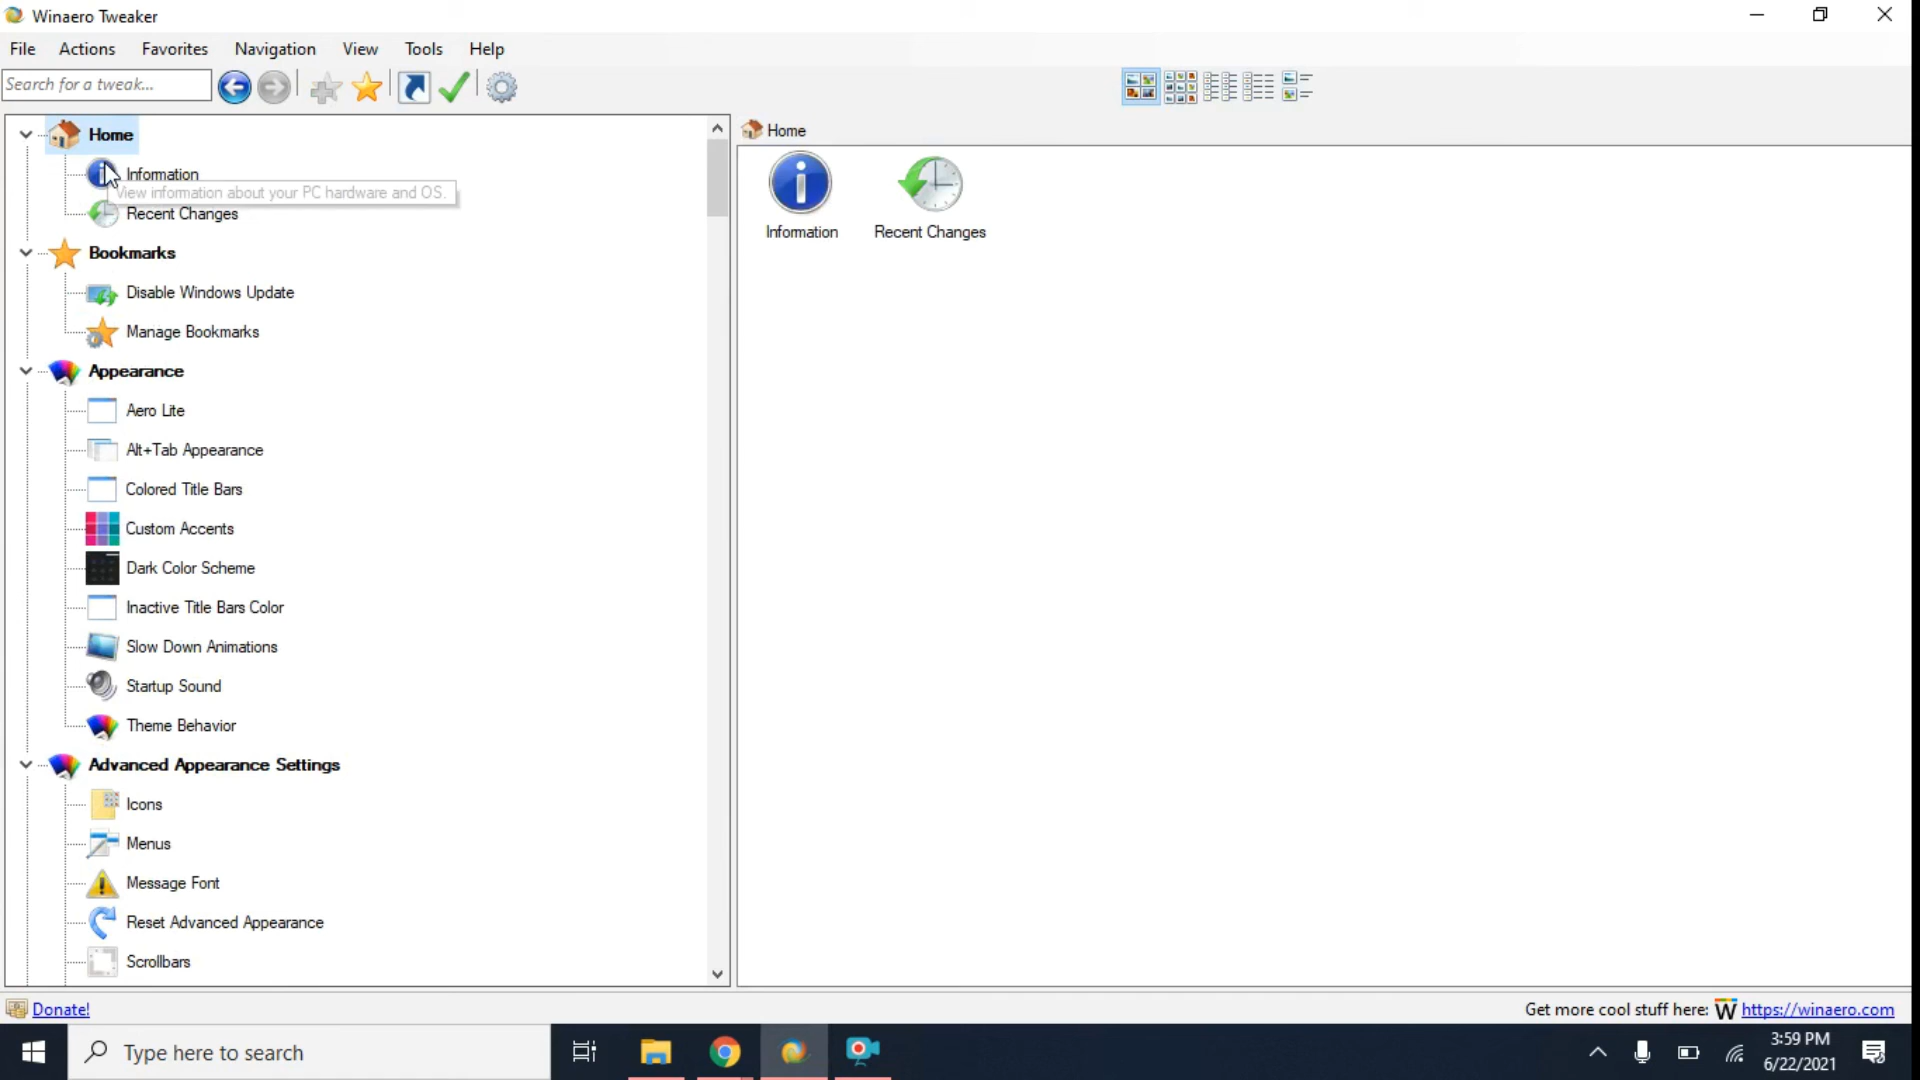 Winaero Tweaker
File Actions Favorites Navigation View Tools Help
Search for a tweak...
Home
Information
View information about your PC hardware and OS.
Recent Changes
Bookmarks
Disable Windows Update
Manage Bookmarks
Appearance
Aero Lite
Alt+Tab Appearance
Colored Title Bars
Custom Accents
Dark Color Scheme
Inactive Title Bars Color
Slow Down Animations
Startup Sound
Theme Behavior
Advanced Appearance Settings
Icons
Menus
Message Font
Reset Advanced Appearance
Scrollbars
Home
Information Recent Changes
Donate!
Get more cool stuff here: W https://winaero.com
Type here to search
3:59 PM
6/22/2021